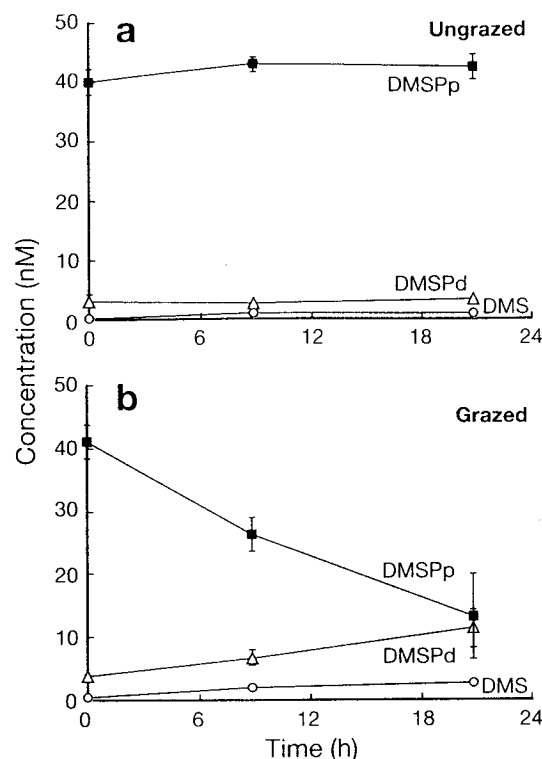 a
Ungrazed
50
DMSPp
40
30
20
10
DMSPd
DMS
0
0 6 12 18 24
b
Grazed
50
40
30
DMSPp
20
10
DMSPd
DMS
0
0 6 12 18 24
Concentration (nM)
Time (h)